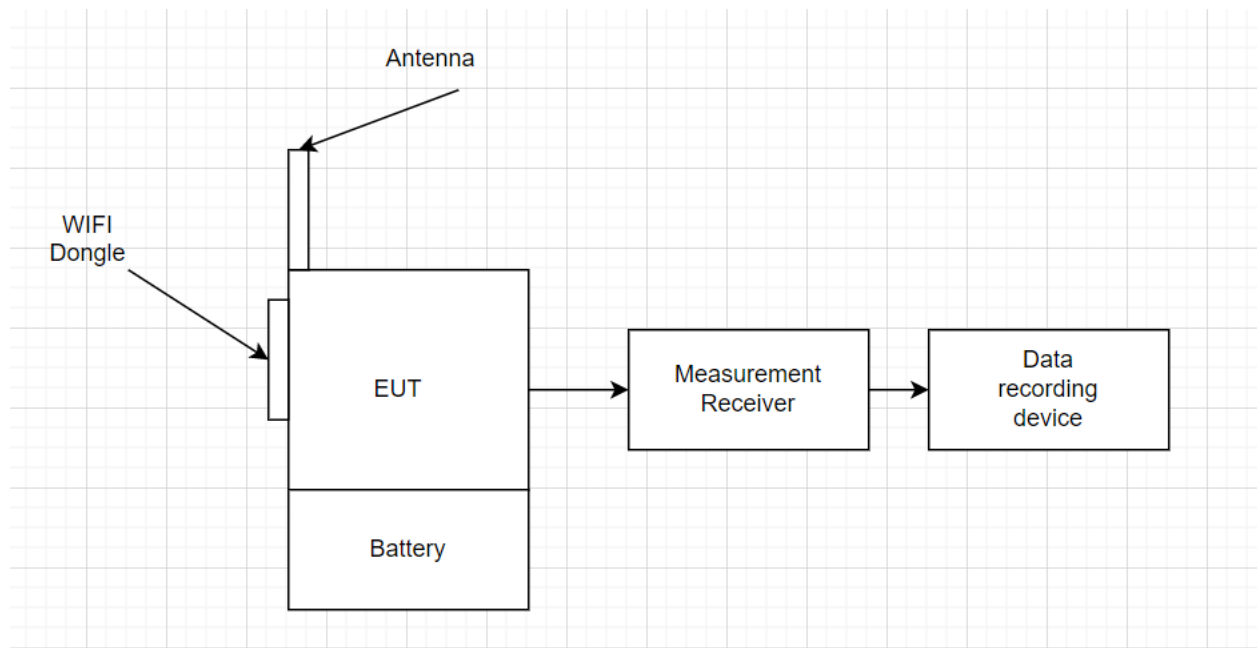 Antenna
WIFI
Dongle
EUT
Measurement
Receiver
Data
recording
device
Battery